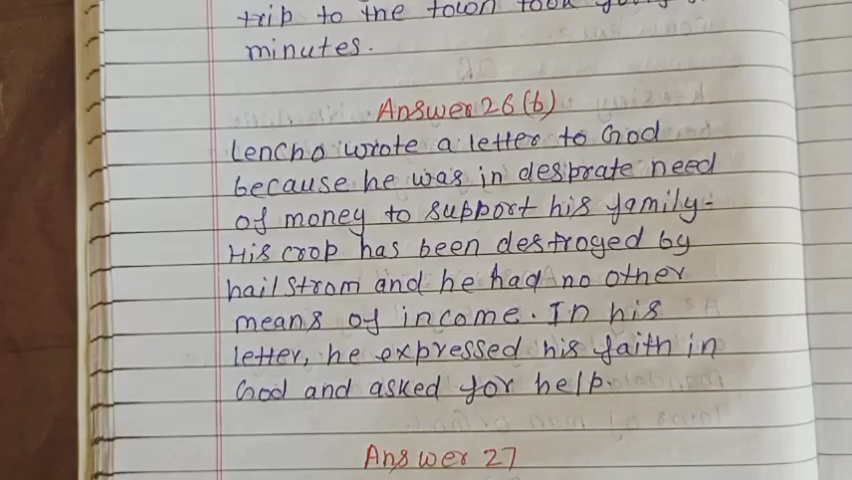 trip to the town took
minutes.
Answer 26 (b)
Lencho wrote a letter to God
because he was in desprate need
of money to support his family.
His crop has been destroyed by
hailstrom and he had no other
means of income. In his
letter, he expressed his faith in
God and asked for help.
Answer 27